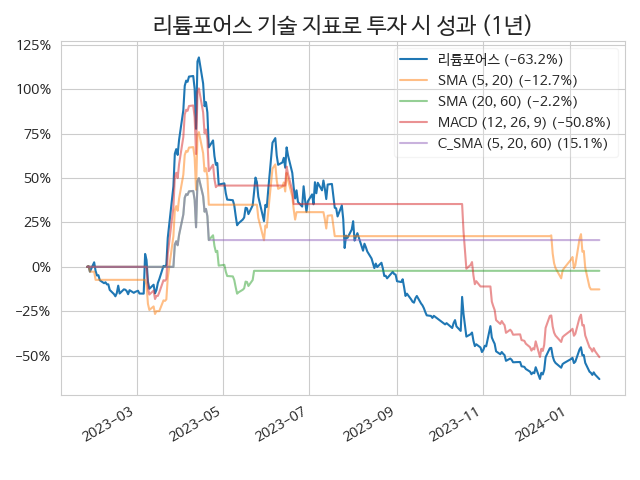 리튬포어스 기술 지표로 투자 시 성과 (1년)
125%
100%
75%
50%
25%
0%
−25%
−50%
리튬포어스 (−63.2%)
SMA (5, 20) (−12.7%)
SMA (20, 60) (−2.2%)
MACD (12, 26, 9) (−50.8%)
C_SMA (5, 20, 60) (15.1%)
2023−03
2023−05
2023−07
2023−09
2023−11
2024−01